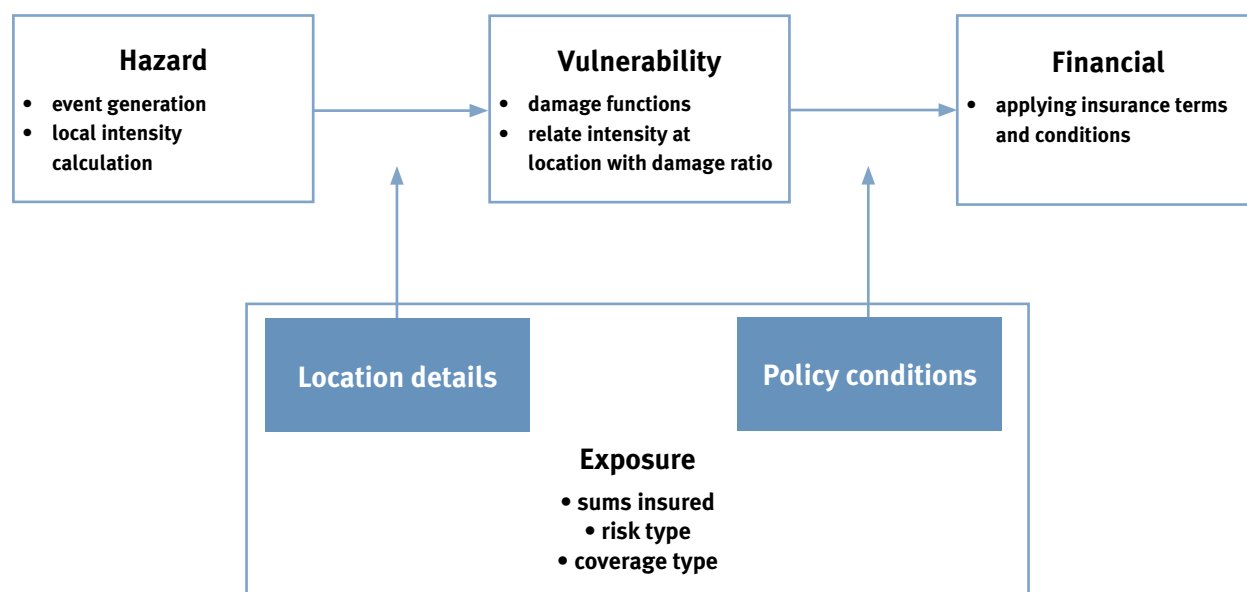 Hazard
• event generation
• local intensity
calculation
Vulnerability
• damage functions
• relate intensity at
location with damage ratio
Financial
• applying insurance terms
and conditions
Location details
Policy conditions
Exposure
• sums insured
• risk type
• coverage type